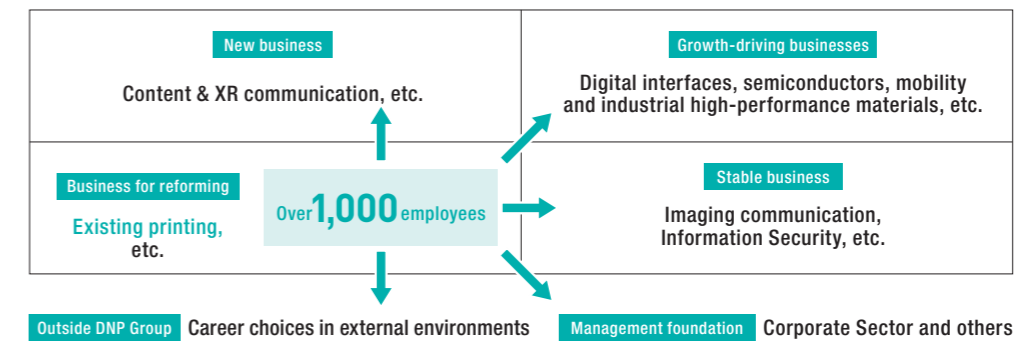 New business
Content & XR communication, etc.
Growth-driving businesses
Digital interfaces, semiconductors, mobility
and industrial high-performance materials, etc.
Business for reforming
Existing printing,
etc.
Over 1,000 employees
Stable business
Imaging communication,
Information Security, etc.
Outside DNP Group Career choices in external environments
Management foundation Corporate Sector and others